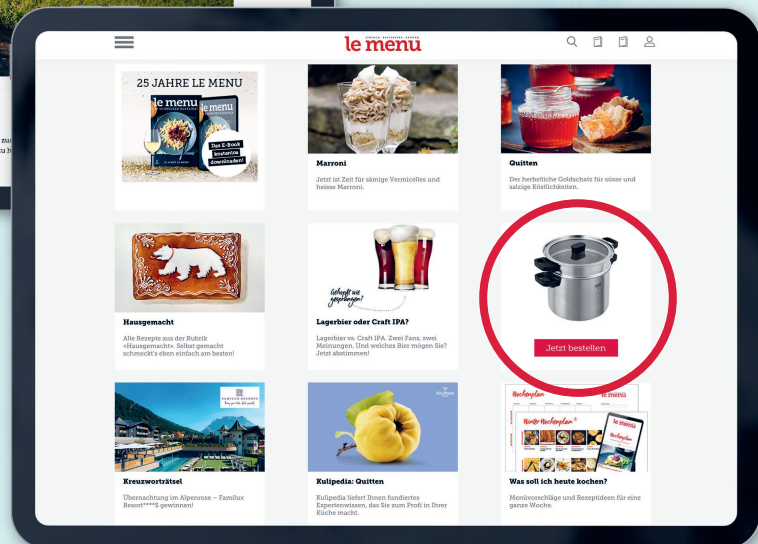 EINFACH. RAFFINIERT. KOCHEN.
le menu
25 JAHRE LE MENU
le menu
le menu
Das E-Book
kostenlos
downloaden!
Marroni
Jetzt ist Zeit für sämige Vermicelles und
heisse Marroni.
Quitten
Der herbstliche Goldschatz für süsse und
salzige Köstlichkeiten.
Hausgemacht
Alle Rezepte aus der Rubrik
«Hausgemacht». Selbst gemacht
schmeckt's eben einfach am besten!
Gehopft wie
gesprungen?
Lagerbier oder Craft IPA?
Lagerbier vs. Craft IPA. Zwei Fans, zwei
Meinungen. Und welches Bier mögen Sie?
Jetzt abstimmen!
Jetzt bestellen
FAMILUX RESORTS
Kreuzworträtsel
Übernachtung im Alpenrose – Familux
Resort****S gewinnen!
Kulipedia: Quitten
Kulipedia liefert Ihnen fundiertes
Expertenwissen, das Sie zum Profi in Ihrer
Küche macht.
Wochenplan
le menu
Winter-Wochenplan
le menu
Wochenplan
Was soll ich heute kochen?
Menüvorschläge und Rezeptideen für eine
ganze Woche.